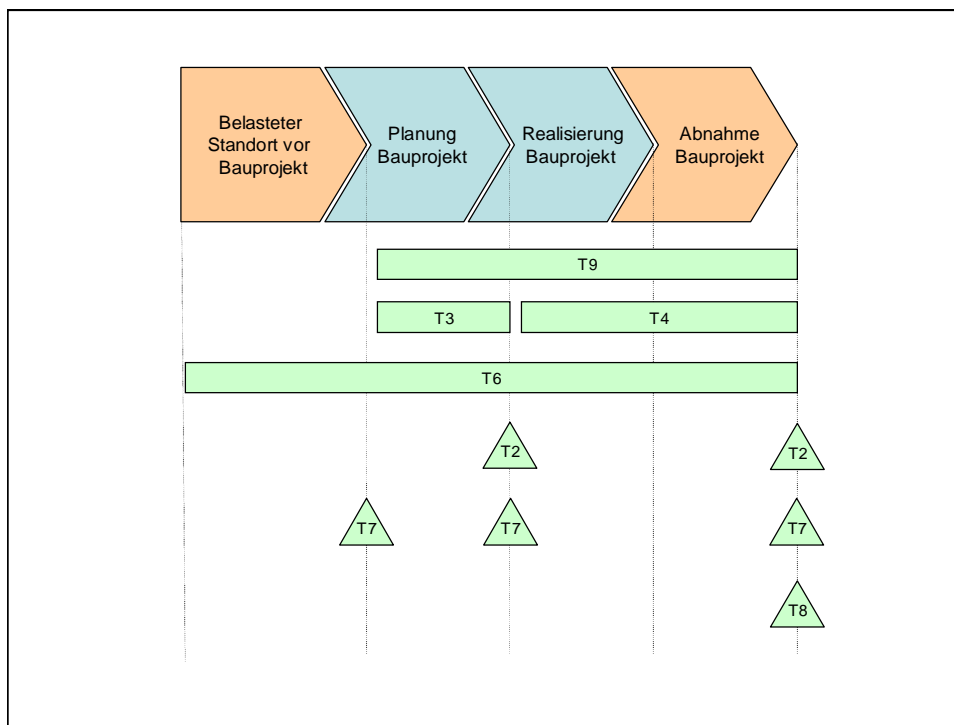 Belasteter
Standort vor
Bauprojekt
Planung
Bauprojekt
Realisierung
Bauprojekt
Abnahme
Bauprojekt
T9
T3
T4
T6
T2
T2
T7
T7
T7
T8